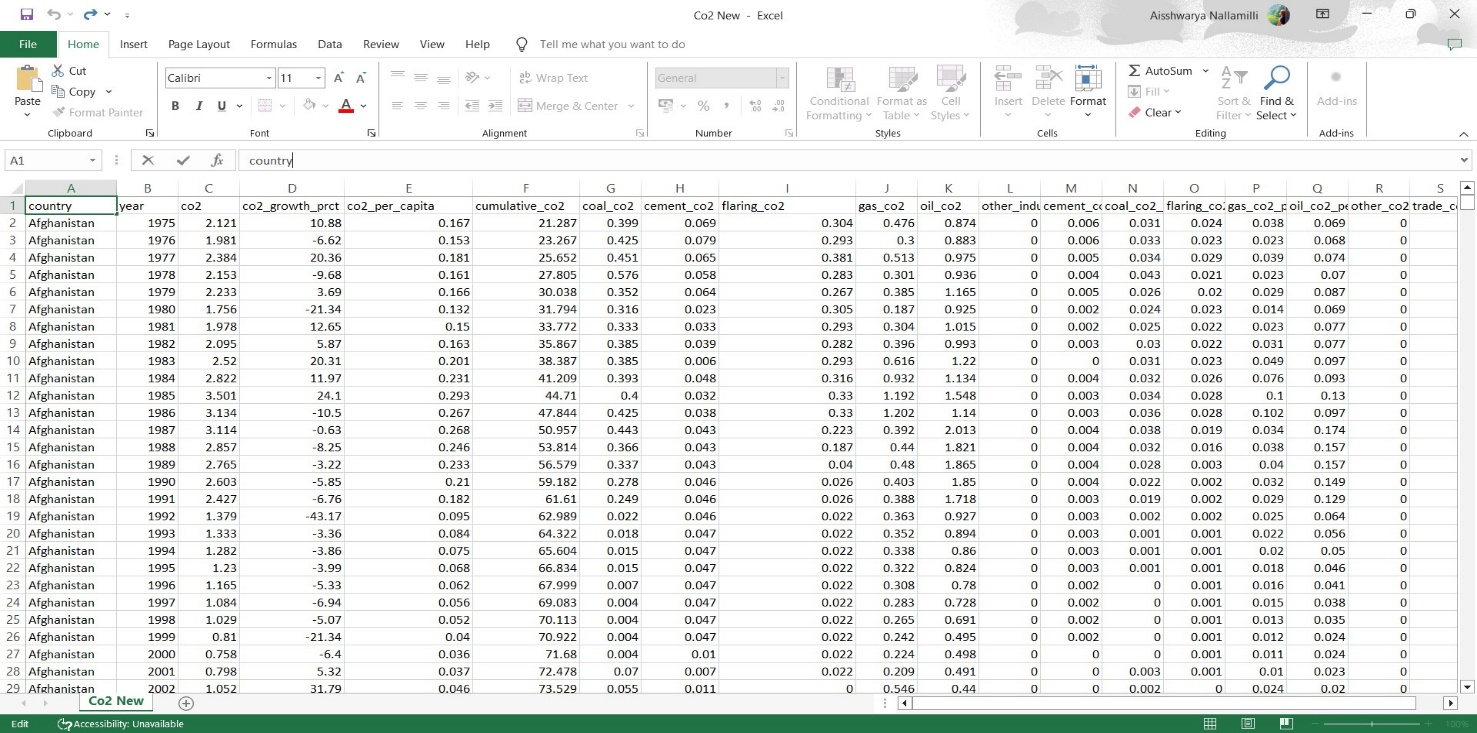 Co2 New - Excel
Aisshwarya Nallamilli
File Home Insert Page Layout Formulas Data Review View Help Tell me what you want to do
Cut
Copy
Format Painter
Paste
Clipboard
Calibri 11
B I U
Font
Wrap Text
Merge & Center
Alignment
General
Number
Conditional Formatting
Format as Table
Cell Styles
Styles
Insert Delete Format
Cells
AutoSum
Fill
Clear
Sort & Filter
Find & Select
Editing
Add-ins
Add-ins
A1 fx country
A B C D E F G H I J K L M N O P Q R S
1 country year co2 co2_growth_prct co2_per_capita cumulative_co2 coal_co2 cement_co2 flaring_co2 gas_co2 oil_co2 other_indu cement_co coal_co2_ flaring_co2 gas_co2_p oil_co2_pe other_co2 trade_co
2 Afghanistan 1975 2.121 10.88 0.167 21.287 0.399 0.069 0.304 0.476 0.874 0 0.006 0.031 0.024 0.038 0.069 0
3 Afghanistan 1976 1.981 -6.62 0.153 23.267 0.425 0.079 0.293 0.3 0.883 0 0.006 0.033 0.023 0.023 0.068 0
4 Afghanistan 1977 2.384 20.36 0.181 25.652 0.451 0.065 0.381 0.513 0.975 0 0.005 0.034 0.029 0.039 0.074 0
5 Afghanistan 1978 2.153 -9.68 0.161 27.805 0.576 0.058 0.283 0.301 0.936 0 0.004 0.043 0.021 0.023 0.07 0
6 Afghanistan 1979 2.233 3.69 0.166 30.038 0.352 0.064 0.267 0.385 1.165 0 0.005 0.026 0.02 0.029 0.087 0
7 Afghanistan 1980 1.756 -21.34 0.132 31.794 0.316 0.023 0.305 0.187 0.925 0 0.002 0.024 0.023 0.014 0.069 0
8 Afghanistan 1981 1.978 12.65 0.15 33.772 0.333 0.033 0.293 0.304 1.015 0 0.002 0.025 0.022 0.023 0.077 0
9 Afghanistan 1982 2.095 5.87 0.163 35.867 0.385 0.039 0.282 0.396 0.993 0 0.003 0.03 0.022 0.031 0.077 0
10 Afghanistan 1983 2.52 20.31 0.201 38.387 0.385 0.006 0.293 0.616 1.22 0 0 0.031 0.023 0.049 0.097 0
11 Afghanistan 1984 2.822 11.97 0.231 41.209 0.393 0.048 0.316 0.932 1.134 0 0.004 0.032 0.026 0.076 0.093 0
12 Afghanistan 1985 3.501 24.1 0.293 44.71 0.4 0.032 0.33 1.192 1.548 0 0.003 0.034 0.028 0.1 0.13 0
13 Afghanistan 1986 3.134 -10.5 0.267 47.844 0.425 0.038 0.33 1.202 1.14 0 0.003 0.036 0.028 0.102 0.097 0
14 Afghanistan 1987 3.114 -0.63 0.268 50.957 0.443 0.043 0.223 0.392 2.013 0 0.004 0.038 0.019 0.034 0.174 0
15 Afghanistan 1988 2.857 -8.25 0.246 53.814 0.366 0.043 0.187 0.44 1.821 0 0.004 0.032 0.016 0.038 0.157 0
16 Afghanistan 1989 2.765 -3.22 0.233 56.579 0.337 0.043 0.04 0.48 1.865 0 0.004 0.028 0.003 0.04 0.157 0
17 Afghanistan 1990 2.603 -5.85 0.21 59.182 0.278 0.046 0.026 0.403 1.85 0 0.004 0.022 0.002 0.032 0.149 0
18 Afghanistan 1991 2.427 -6.76 0.182 61.61 0.249 0.046 0.026 0.388 1.718 0 0.003 0.019 0.002 0.029 0.129 0
19 Afghanistan 1992 1.379 -43.17 0.095 62.989 0.022 0.046 0.022 0.363 0.927 0 0.003 0.002 0.002 0.025 0.064 0
20 Afghanistan 1993 1.333 -3.36 0.084 64.322 0.018 0.047 0.022 0.352 0.894 0 0.003 0.001 0.001 0.022 0.056 0
21 Afghanistan 1994 1.282 -3.86 0.075 65.604 0.015 0.047 0.022 0.338 0.86 0 0.003 0.001 0.001 0.02 0.05 0
22 Afghanistan 1995 1.23 -3.99 0.068 66.834 0.015 0.047 0.022 0.322 0.824 0 0.003 0.001 0.001 0.018 0.046 0
23 Afghanistan 1996 1.165 -5.33 0.062 67.999 0.007 0.047 0.022 0.308 0.78 0 0.002 0 0.001 0.016 0.041 0
24 Afghanistan 1997 1.084 -6.94 0.056 69.083 0.004 0.047 0.022 0.283 0.728 0 0.002 0 0.001 0.015 0.038 0
25 Afghanistan 1998 1.029 -5.07 0.052 70.113 0.004 0.047 0.022 0.265 0.691 0 0.002 0 0.001 0.013 0.035 0
26 Afghanistan 1999 0.81 -21.34 0.04 70.922 0.004 0.047 0.022 0.242 0.495 0 0.002 0 0.001 0.012 0.024 0
27 Afghanistan 2000 0.758 -6.4 0.036 71.68 0.004 0.01 0.022 0.224 0.498 0 0 0 0.001 0.011 0.024 0
28 Afghanistan 2001 0.798 5.32 0.037 72.478 0.07 0.007 0.022 0.209 0.491 0 0 0.003 0.001 0.01 0.023 0
29 Afghanistan 2002 1.052 31.79 0.046 73.529 0.055 0.011 0 0.546 0.44 0 0 0.002 0 0.024 0.02 0
Co2 New
Edit Accessibility: Unavailable 100%